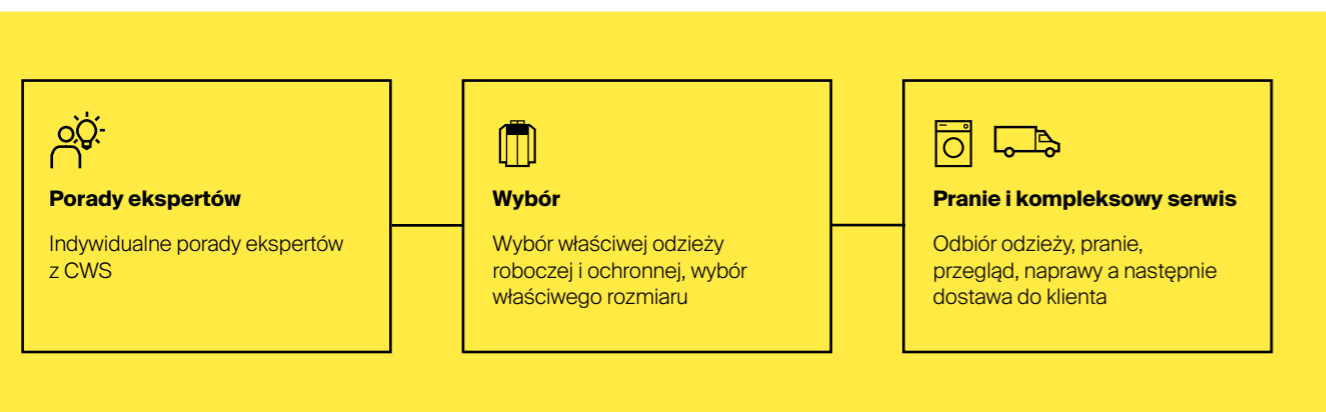 Porady ekspertów
Indywidualne porady ekspertów
z CWS
Wybór
Wybór właściwej odzieży
roboczej i ochronnej, wybór
właściwego rozmiaru
Pranie i kompleksowy serwis
Odbiór odzieży, pranie,
przegląd, naprawy a następnie
dostawa do klienta